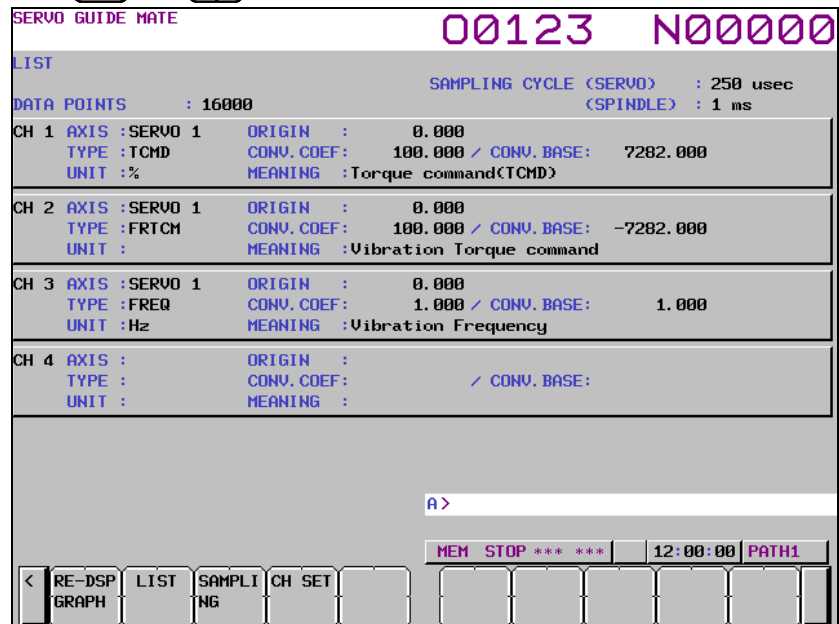 SERVO GUIDE MATE O0123 N00000
LIST
SAMPLING CYCLE (SERVO) : 250 usec
DATA POINTS : 16000 (SPINDLE) : 1 ms
CH 1 AXIS :SERVO 1 ORIGIN : 0.000
TYPE :TCMD CONV.COEF: 100.000 / CONV.BASE: 7282.000
UNIT :% MEANING :Torque command(TCMD)
CH 2 AXIS :SERVO 1 ORIGIN : 0.000
TYPE :FRTCM CONV.COEF: 100.000 / CONV.BASE: -7282.000
UNIT : MEANING :Vibration Torque command
CH 3 AXIS :SERVO 1 ORIGIN : 0.000
TYPE :FREQ CONV.COEF: 1.000 / CONV.BASE: 1.000
UNIT :Hz MEANING :Vibration Frequency
CH 4 AXIS : ORIGIN :
TYPE : CONV.COEF: / CONV.BASE:
UNIT : MEANING :
A>
MEM STOP *** *** 12:00:00 PATH1
< RE-DSP LIST SAMPLI CH SET
GRAPH NG